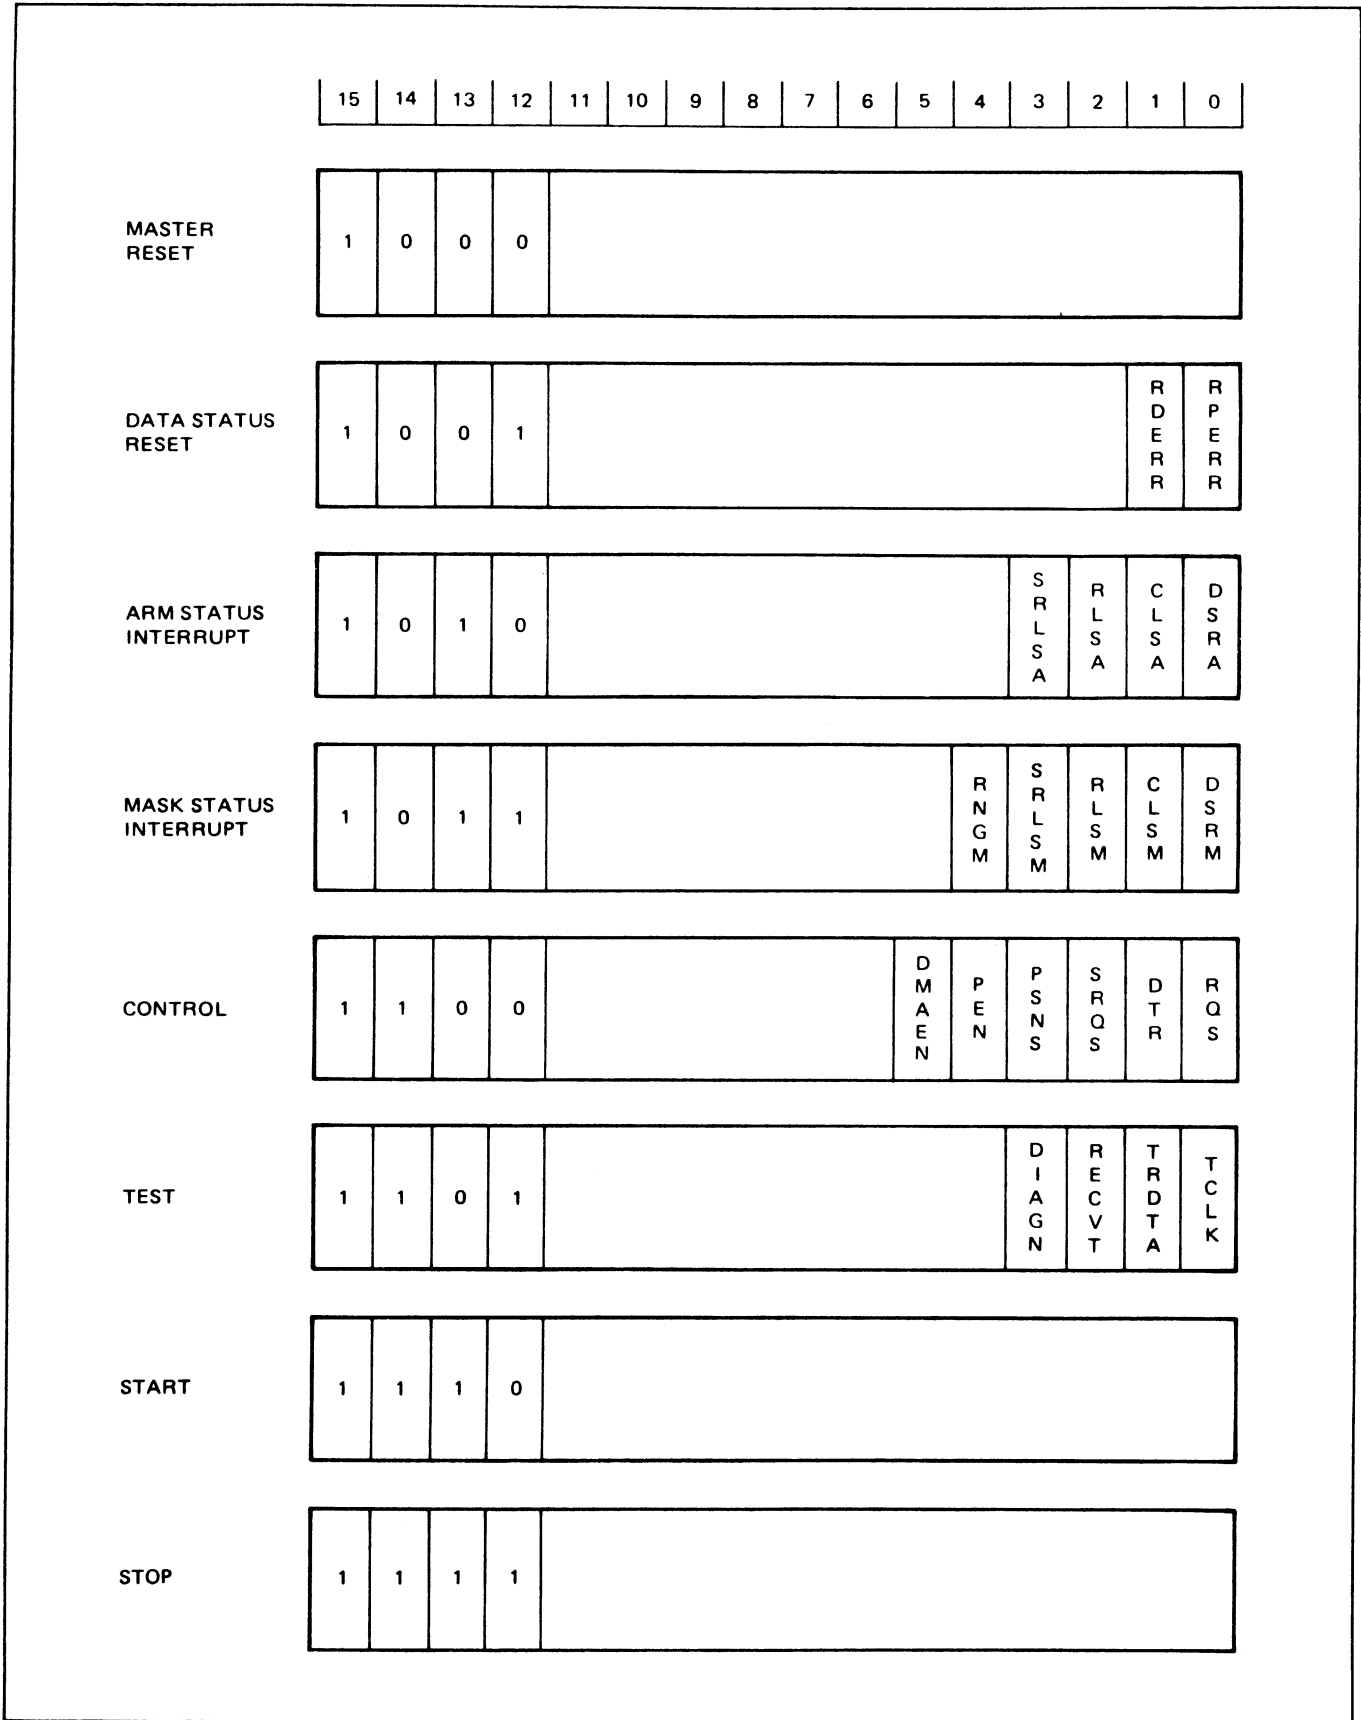 15 14 13 12 11 10 9 8 7 6 5 4 3 2 1 0
MASTER
RESET
1 0 0 0
DATA STATUS
RESET
1 0 0 1 RDERR RPERR
ARM STATUS
INTERRUPT
1 0 1 0 SRLSA RLSA CLSA DSRA
MASK STATUS
INTERRUPT
1 0 1 1 RNGM SRLSM RLSM CLSM DSRM
CONTROL
1 1 0 0 DMAEN PEN PSNS SRQS DTR RQS
TEST
1 1 0 1 DIAGN RECVT TRDTA TCLK
START
1 1 1 0
STOP
1 1 1 1